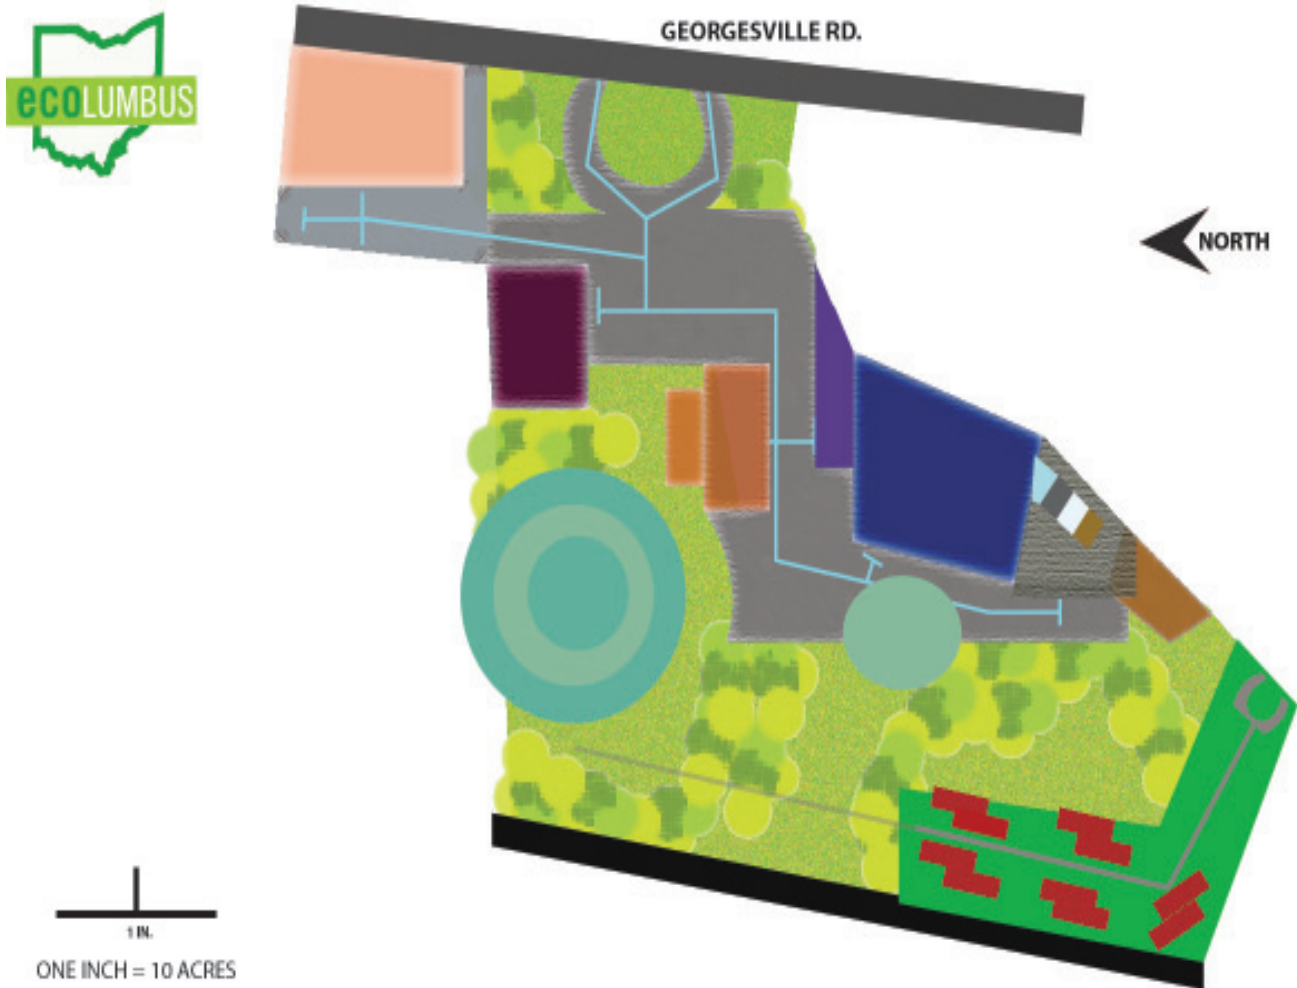 GEORGESVILLE RD.
ecoLUMBUS
NORTH
1 IN.
ONE INCH = 10 ACRES